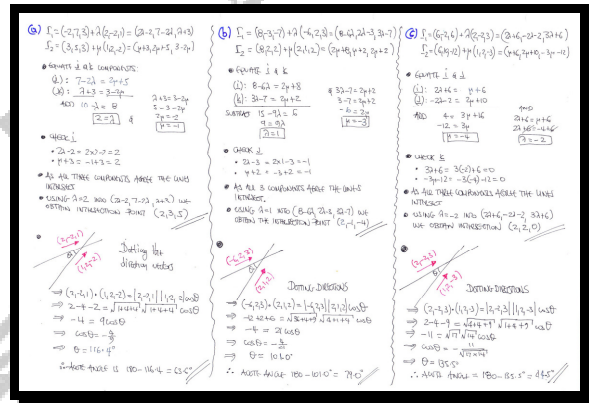 (a) Γ₁ = (-2,7,3) + λ(2,-2,1) = (2λ-2, 7-2λ, λ+3)
Γ₂ = (3,5,3) + μ(1,2,-2) = (μ+3, 2μ+5, 3-2μ)
• EQUATE j & k COMPONENTS:
(j): 7-2λ = 2μ+5
(k): λ+3 = 3-2μ
ADD 10-λ = 8
2=λ
&
λ+3 = 3-2μ
5 = 3-2μ
2μ = -2
μ = -1
• CHECK i
• 2λ-2 = 2×2-2 = 2
• μ+3 = -1+3 = 2
• AS ALL THREE COMPONENTS AGREE THE LINES
INTERSECT
• USING λ=2 INTO (2λ-2, 7-2λ, λ+3) WE
OBTAIN INTERSECTION POINT (2,3,5)
(2,-2,1)
θ
(1,2,-2)
Dotting the
direction vectors
⇒ (2,-2,1)•(1,2,-2) = |2,-2,1| |1,2,-2| cosθ
⇒ 2-4-2 = √4+4+1 √1+4+4 cosθ
⇒ -4 = 9cosθ
⇒ cosθ = -4/9
⇒ θ = 116.4°
∴ ACUTE ANGLE IS 180-116.4 = 63.6°
(b) Γ₁ = (8,-3,-7) + λ(-6,2,3) = (8-6λ, 2λ-3, 3λ-7)
Γ₂ = (8,2,2) + μ(2,1,2) = (2μ+8, μ+2, 2μ+2)
• EQUATE i & k
(i): 8-6λ = 2μ+8
(k): 3λ-7 = 2μ+2
SUBTRACT 15-9λ = 6
9 = 9λ
λ=1
& 3λ-7 = 2μ+2
3-7 = 2μ+2
-6 = 2μ
μ = -3
• CHECK j
• 2λ-3 = 2×1-3 = -1
• μ+2 = -3+2 = -1
• AS ALL 3 COMPONENTS AGREE THE LINES
INTERSECT.
• USING λ=1 INTO (8-6λ, 2λ-3, 3λ-7) WE
OBTAIN THE INTERSECTION POINT (2,-1,-4)
(-6,2,3)
θ
(2,1,2)
DOTTING DIRECTIONS
⇒ (-6,2,3)•(2,1,2) = |-6,2,3| |2,1,2| cosθ
⇒ -12+2+6 = √36+4+9 √4+1+4 cosθ
⇒ -4 = 21cosθ
⇒ cosθ = -4/21
⇒ θ = 101.0°
∴ ACUTE ANGLE 180-101.0° = 79.0°
(c) Γ₁ = (6,-2,6) + λ(2,-2,3) = (2λ+6, -2λ-2, 3λ+6)
Γ₂ = (6,10,-12) + μ(1,2,-3) = (μ+6, 2μ+10, -3μ-12)
• EQUATE i & j
(i): 2λ+6 = μ+6
(j): -2λ-2 = 2μ+10
ADD 4 = 3μ+16
-12 = 3μ
μ = -4
AND
2λ+6 = μ+6
2λ+6 = -4+6
λ = -2
• CHECK k
• 3λ+6 = 3(-2)+6 = 0
• -3μ-12 = -3(-4)-12 = 0
• AS ALL THREE COMPONENTS AGREE THE LINES
INTERSECT
• USING λ=-2 INTO (2λ+6, -2λ-2, 3λ+6)
WE OBTAIN INTERSECTION (2,2,0)
(2,-2,3)
θ
(1,2,-3)
DOTTING DIRECTIONS
⇒ (2,-2,3)•(1,2,-3) = |2,-2,3| |1,2,-3| cosθ
⇒ 2-4-9 = √4+4+9 √1+4+9 cosθ
⇒ -11 = √17 √14 cosθ
⇒ cosθ = -11/√17×14
⇒ θ = 135.5°
∴ ACUTE ANGLE = 180-135.5° = 44.5°